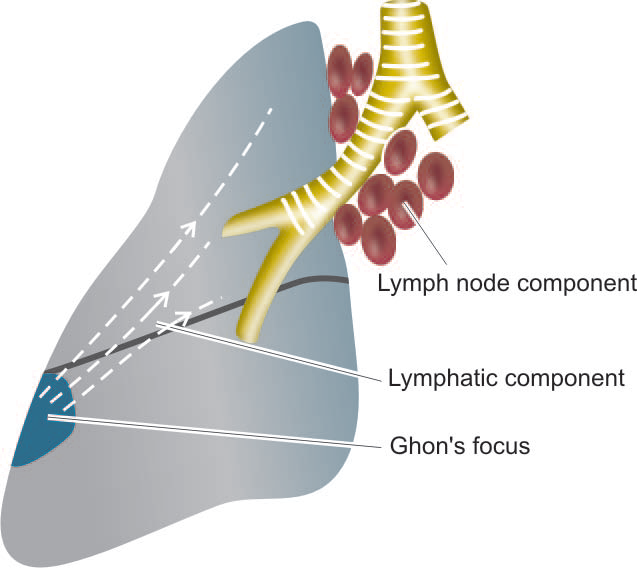 Lymph node component
Lymphatic component
Ghon's focus